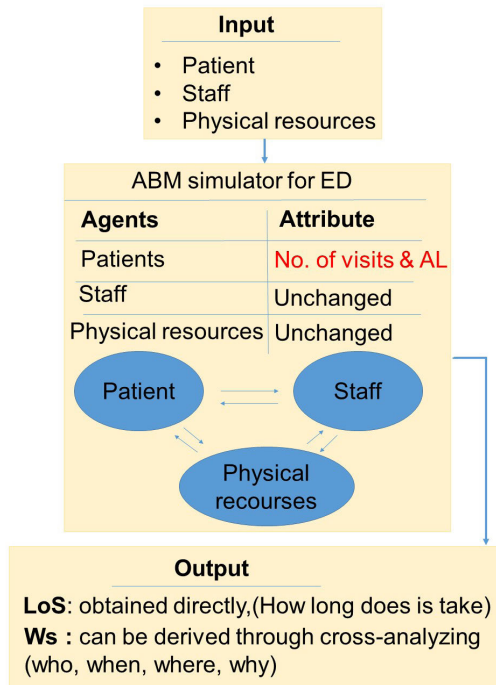 Input
• Patient
• Staff
• Physical resources
ABM simulator for ED
Agents Attribute
Patients No. of visits & AL
Staff Unchanged
Physical resources Unchanged
Patient Staff
Physical
recourses
Output
LoS: obtained directly,(How long does is take)
Ws : can be derived through cross-analyzing
(who, when, where, why)